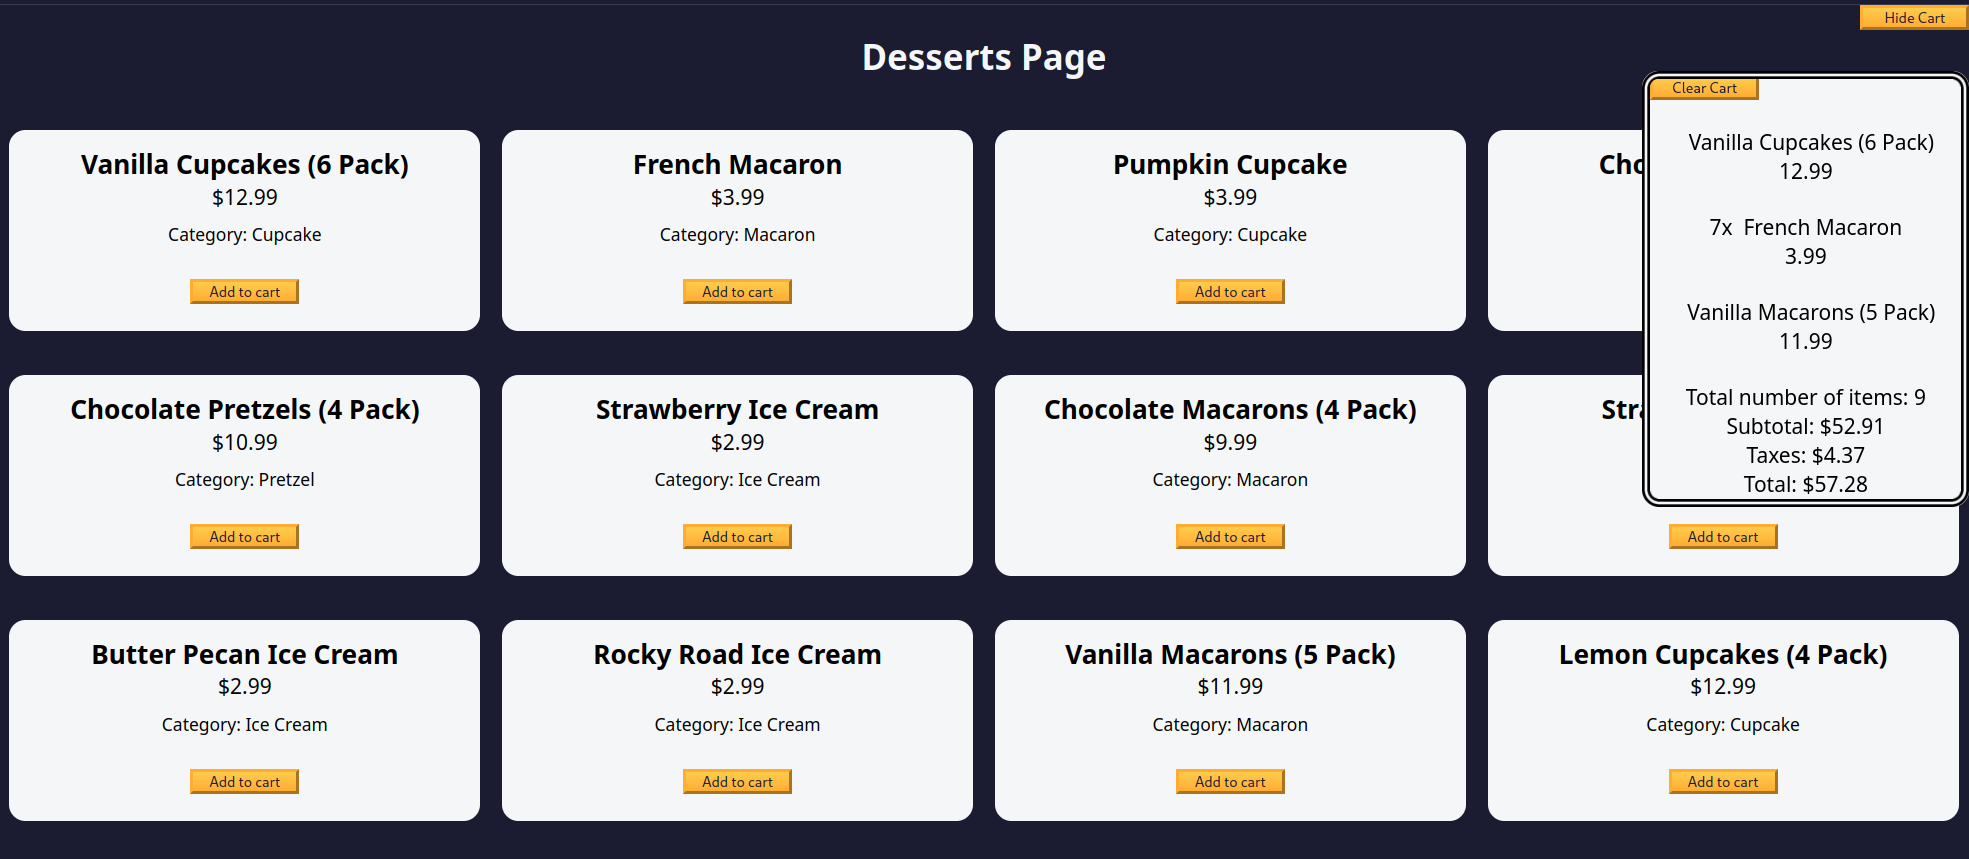 Hide Cart
Desserts Page
Clear Cart
Vanilla Cupcakes (6 Pack)
12.99
7x French Macaron
3.99
Vanilla Macarons (5 Pack)
11.99
Total number of items: 9
Subtotal: $52.91
Taxes: $4.37
Total: $57.28
Vanilla Cupcakes (6 Pack)
$12.99
Category: Cupcake
Add to cart
French Macaron
$3.99
Category: Macaron
Add to cart
Pumpkin Cupcake
$3.99
Category: Cupcake
Add to cart
Chocolate Pretzels (4 Pack)
$10.99
Category: Pretzel
Add to cart
Strawberry Ice Cream
$2.99
Category: Ice Cream
Add to cart
Chocolate Macarons (4 Pack)
$9.99
Category: Macaron
Add to cart
Add to cart
Butter Pecan Ice Cream
$2.99
Category: Ice Cream
Add to cart
Rocky Road Ice Cream
$2.99
Category: Ice Cream
Add to cart
Vanilla Macarons (5 Pack)
$11.99
Category: Macaron
Add to cart
Lemon Cupcakes (4 Pack)
$12.99
Category: Cupcake
Add to cart